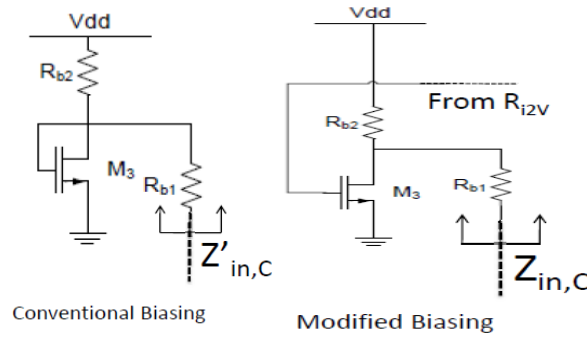 Vdd
Rb2
M3
Rb1
Z'in,C
Conventional Biasing
Vdd
From Ri2V
Rb2
M3
Rb1
Zin,C
Modified Biasing